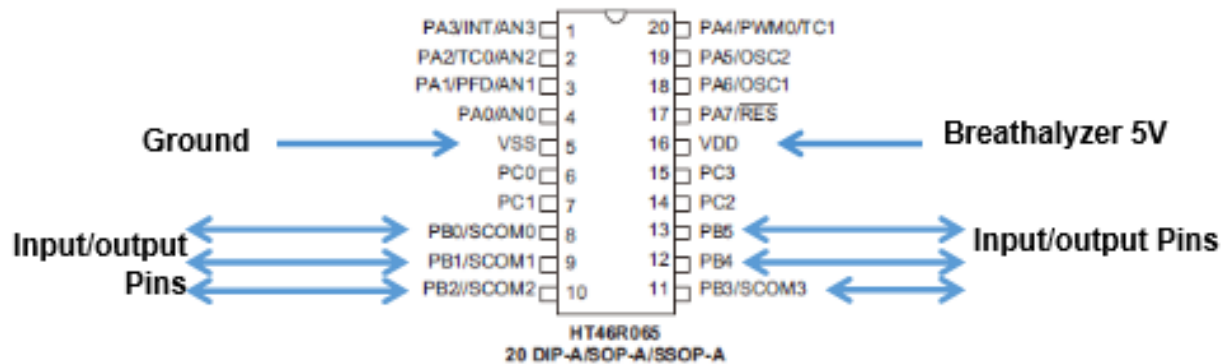 PA3/INT/AN3 1 20 PA4/PWM0/TC1
PA2/TC0/AN2 2 19 PA5/OSC2
PA1/PFD/AN1 3 18 PA6/OSC1
PA0/AN0 4 17 PA7/RES
Ground VSS 5 16 VDD Breathalyzer 5V
PC0 6 15 PC3
PC1 7 14 PC2
PB0/SCOM0 8 13 PB5
Input/output Pins
PB1/SCOM1 9 12 PB4
Input/output Pins
PB2//SCOM2 10 11 PB3/SCOM3
HT46R065
20 DIP-A/SOP-A/SSOP-A